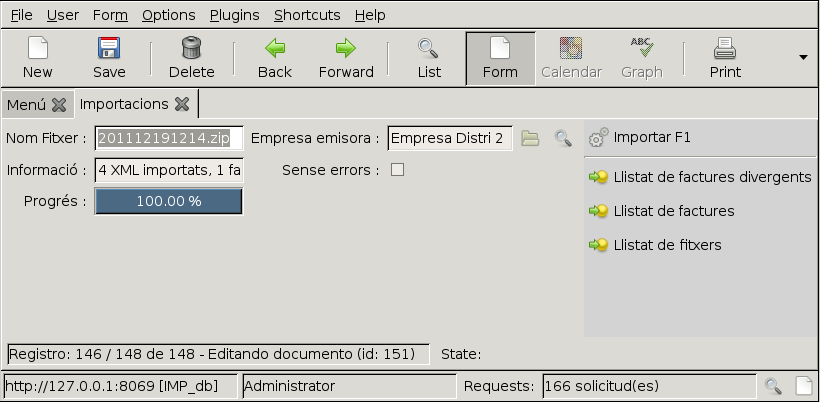 File User Form Options Plugins Shortcuts Help
New Save Delete Back Forward List Form Calendar ABC Graph Print
Menú Importacions
Nom Fitxer : 201112191214.zip Empresa emisora : Empresa Distri 2 Importar F1
Informació : 4 XML importats, 1 fa Sense errors : Llistat de factures divergents
Progrés : 100.00 % Llistat de factures
Llistat de fitxers
Registro: 146 / 148 de 148 - Editando documento (id: 151) State:
http://127.0.0.1:8069 [IMP_db] Administrator Requests: 166 solicitud(es)